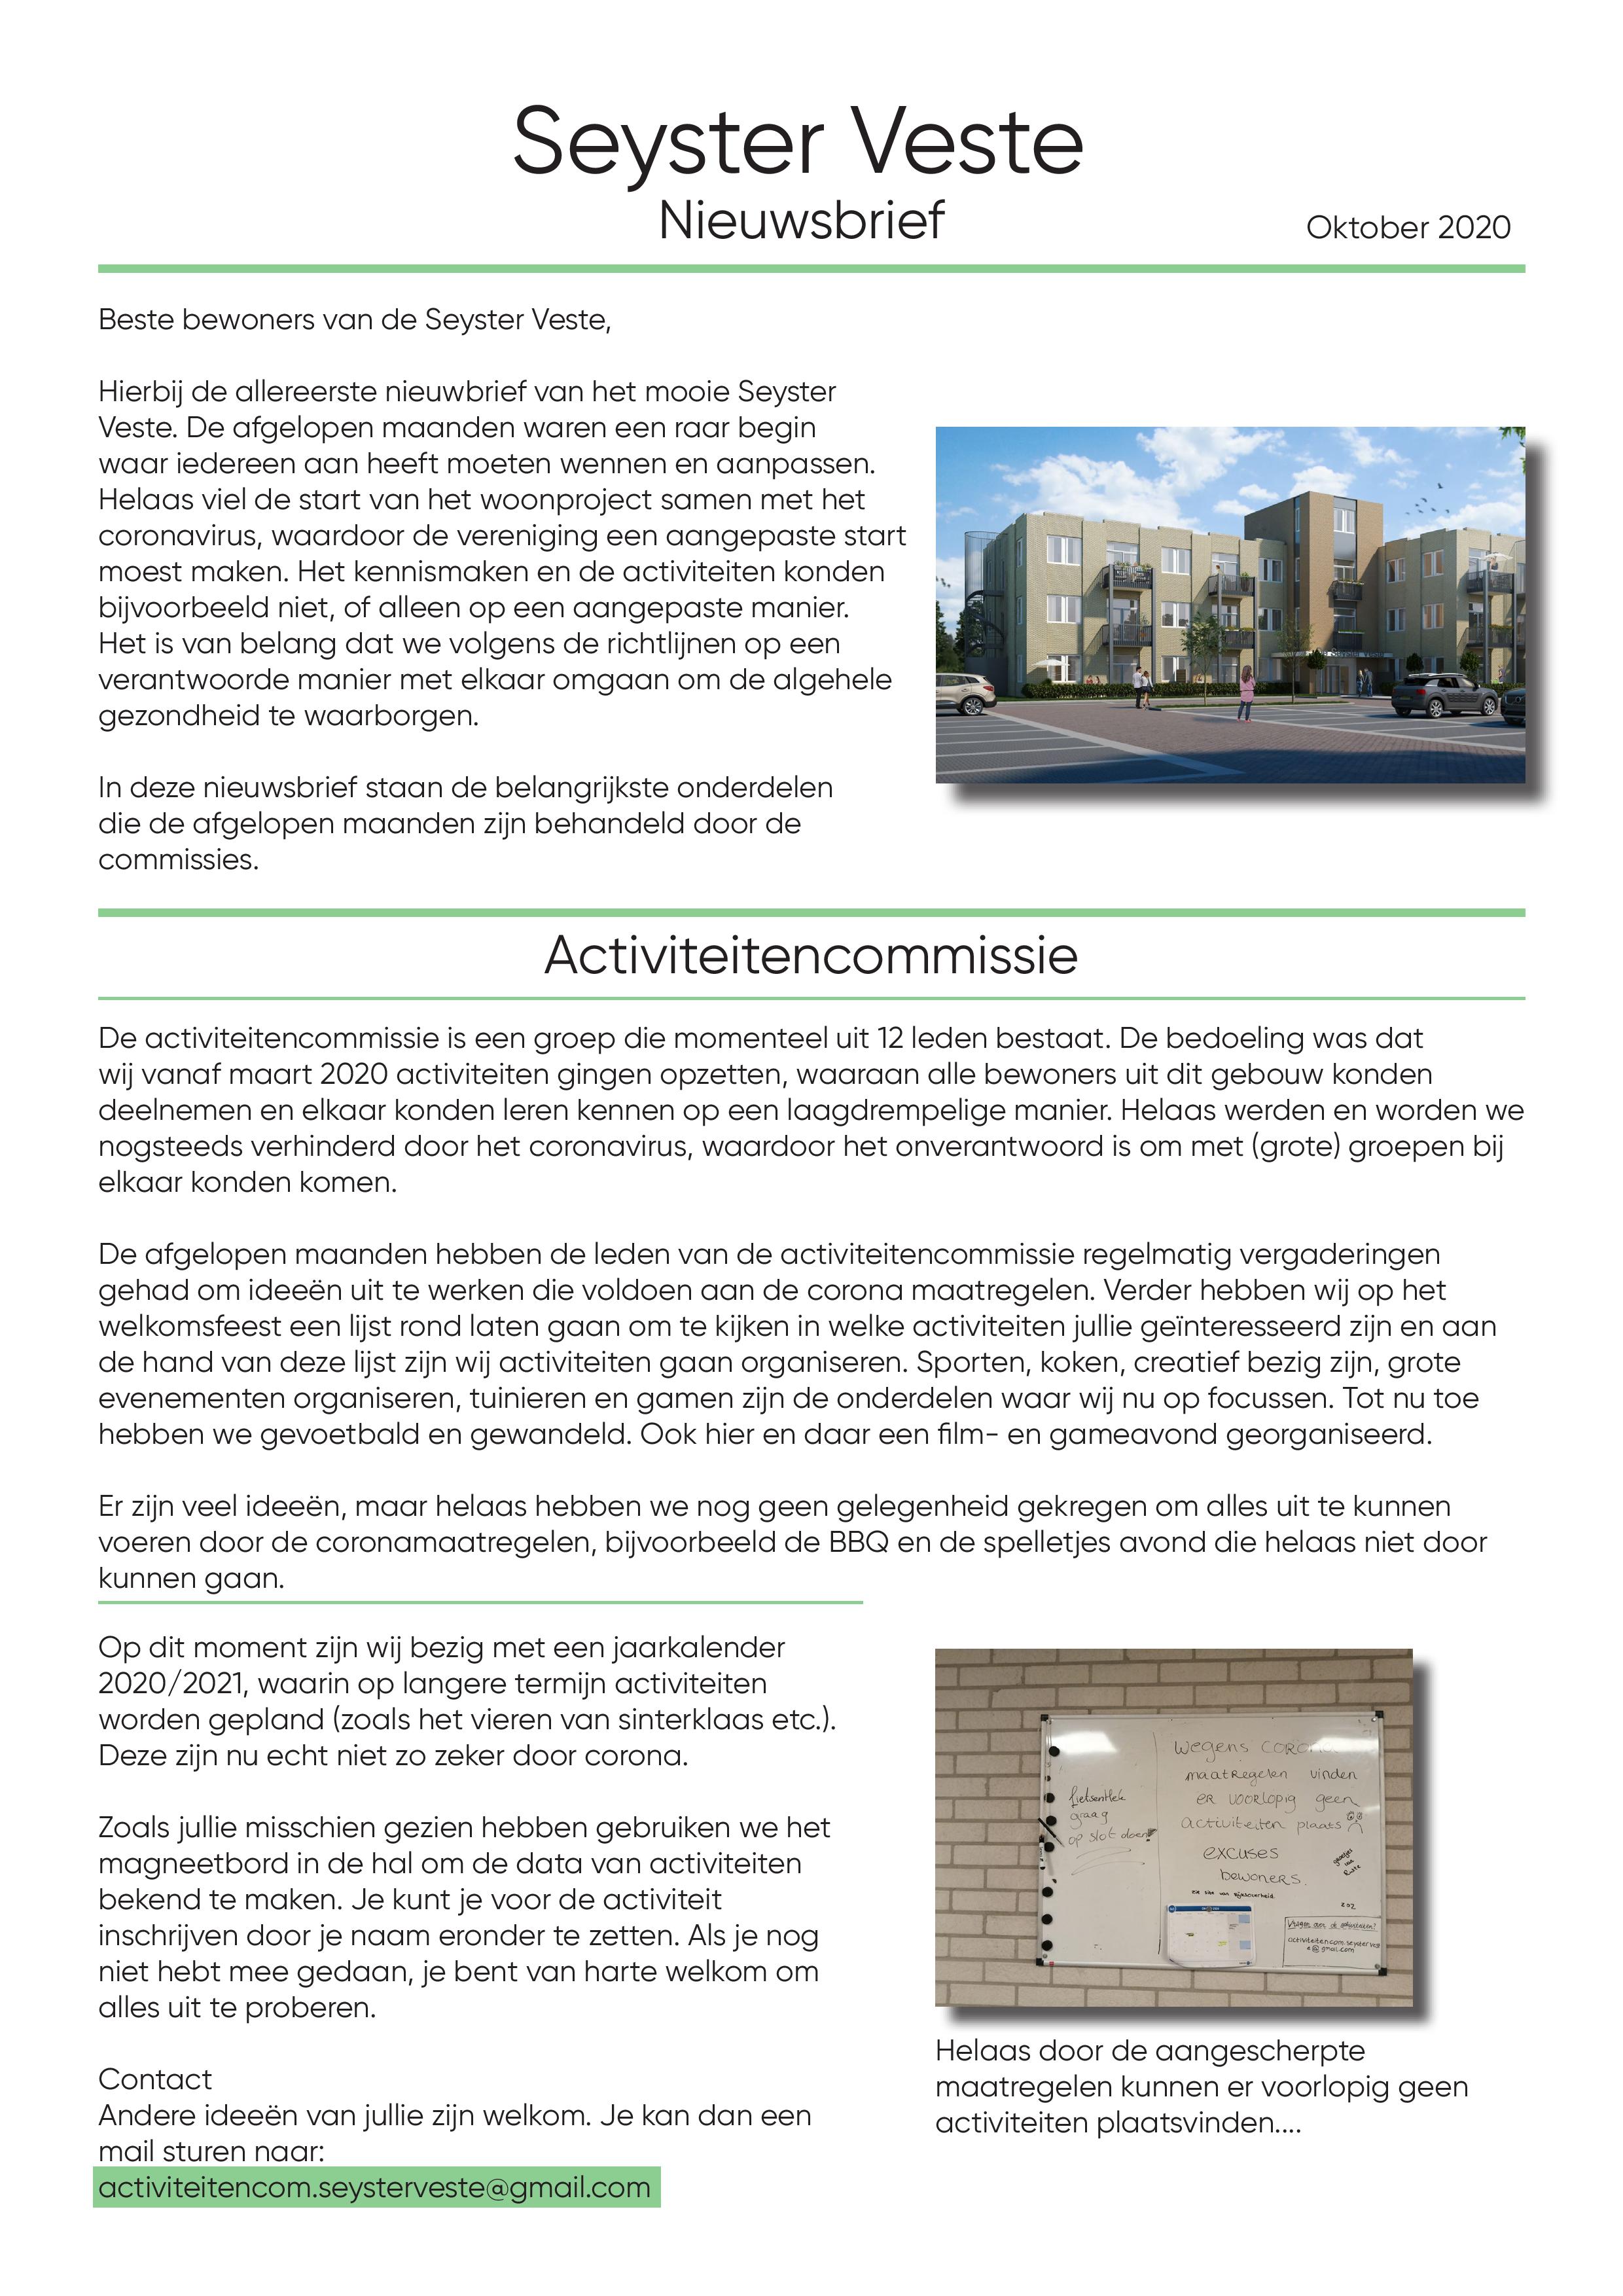 Seyster Veste
Nieuwsbrief
Oktober 2020
Beste bewoners van de Seyster Veste,
Hierbij de allereerste nieuwbrief van het mooie Seyster
Veste. De afgelopen maanden waren een raar begin
waar iedereen aan heeft moeten wennen en aanpassen.
Helaas viel de start van het woonproject samen met het
coronavirus, waardoor de vereniging een aangepaste start
moest maken. Het kennismaken en de activiteiten konden
bijvoorbeeld niet, of alleen op een aangepaste manier.
Het is van belang dat we volgens de richtlijnen op een
verantwoorde manier met elkaar omgaan om de algehele
gezondheid te waarborgen.
In deze nieuwsbrief staan de belangrijkste onderdelen
die de afgelopen maanden zijn behandeld door de
commissies.
Activiteitencommissie
De activiteitencommissie is een groep die momenteel uit 12 leden bestaat. De bedoeling was dat
wij vanaf maart 2020 activiteiten gingen opzetten, waaraan alle bewoners uit dit gebouw konden
deelnemen en elkaar konden leren kennen op een laagdrempelige manier. Helaas werden en worden we
nogsteeds verhinderd door het coronavirus, waardoor het onverantwoord is om met (grote) groepen bij
elkaar konden komen.
De afgelopen maanden hebben de leden van de activiteitencommissie regelmatig vergaderingen
gehad om ideeën uit te werken die voldoen aan de corona maatregelen. Verder hebben wij op het
welkomsfeest een lijst rond laten gaan om te kijken in welke activiteiten jullie geïnteresseerd zijn en aan
de hand van deze lijst zijn wij activiteiten gaan organiseren. Sporten, koken, creatief bezig zijn, grote
evenementen organiseren, tuinieren en gamen zijn de onderdelen waar wij nu op focussen. Tot nu toe
hebben we gevoetbald en gewandeld. Ook hier en daar een film- en gameavond georganiseerd.
Er zijn veel ideeën, maar helaas hebben we nog geen gelegenheid gekregen om alles uit te kunnen
voeren door de coronamaatregelen, bijvoorbeeld de BBQ en de spelletjes avond die helaas niet door
kunnen gaan.
Op dit moment zijn wij bezig met een jaarkalender
2020/2021, waarin op langere termijn activiteiten
worden gepland (zoals het vieren van sinterklaas etc.).
Deze zijn nu echt niet zo zeker door corona.
Zoals jullie misschien gezien hebben gebruiken we het
magneetbord in de hal om de data van activiteiten
bekend te maken. Je kunt je voor de activiteit
inschrijven door je naam eronder te zetten. Als je nog
niet hebt mee gedaan, je bent van harte welkom om
alles uit te proberen.
Contact
Andere ideeën van jullie zijn welkom. Je kan dan een
mail sturen naar:
activiteitencom.seysterveste@gmail.com
graag
op slot doen
wegens corona
maatregelen vinden
er voorlopig geen
activiteiten plaats
excuses
bewoners.
Helaas door de aangescherpte
maatregelen kunnen er voorlopig geen
activiteiten plaatsvinden....